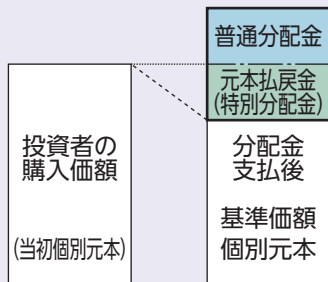 普通分配金
元本払戻金
(特別分配金)
投資者の
購入価額
(当初個別元本)
分配金
支払後
基準価額
個別元本